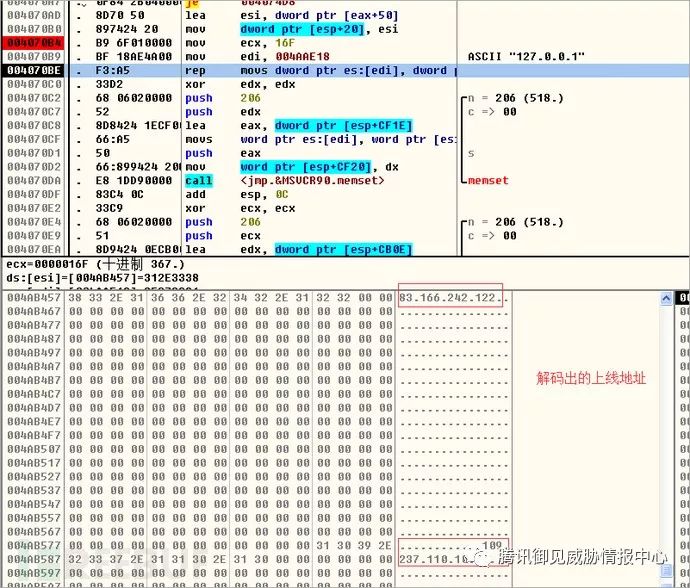 004070AD . 8D70 50 lea esi, dword ptr [eax+50]
004070B0 . 897424 20 mov dword ptr [esp+20], esi
004070B4 . B9 6F010000 mov ecx, 16F
004070B9 . BF 18AE4A00 mov edi, 004AAE18 ASCII "127.0.0.1"
004070BE . F3:A5 rep movs dword ptr es:[edi], dword p
004070C0 . 33D2 xor edx, edx
004070C2 . 68 06020000 push 206 n = 206 (518.)
004070C7 . 52 push edx c => 00
004070C8 . 8D8424 1ECF0 lea eax, dword ptr [esp+CF1E]
004070CF . 66:A5 movs word ptr es:[edi], word ptr [es
004070D1 . 50 push eax s
004070D2 . 66:899424 20 mov word ptr [esp+CF20], dx
004070DA . E8 1DD90000 call <jmp.&MSVCR90.memset> memset
004070DF . 83C4 0C add esp, 0C
004070E2 . 33C9 xor ecx, ecx
004070E4 . 68 06020000 push 206 n = 206 (518.)
004070E9 . 51 push ecx c => 00
004070EA . 8D9424 0ECB0 lea edx, dword ptr [esp+CB0E]
ecx=0000016F (十进制 367.)
ds:[esi]=[004AB457]=312E3338
004AB457 38 33 2E 31 36 36 2E 32 34 32 2E 31 32 32 00 00 83.166.242.122..
004AB467 00 00 00 00 00 00 00 00 00 00 00 00 00 00 00 00 ................
004AB477 00 00 00 00 00 00 00 00 00 00 00 00 00 00 00 00 ................
004AB487 00 00 00 00 00 00 00 00 00 00 00 00 00 00 00 00 ................
004AB497 00 00 00 00 00 00 00 00 00 00 00 00 00 00 00 00 ................
004AB4A7 00 00 00 00 00 00 00 00 00 00 00 00 00 00 00 00 ................
004AB4B7 00 00 00 00 00 00 00 00 00 00 00 00 00 00 00 00 ................
解码出的上线地址
004AB4C7 00 00 00 00 00 00 00 00 00 00 00 00 00 00 00 00 ................
004AB4D7 00 00 00 00 00 00 00 00 00 00 00 00 00 00 00 00 ................
004AB4E7 00 00 00 00 00 00 00 00 00 00 00 00 00 00 00 00 ................
004AB4F7 00 00 00 00 00 00 00 00 00 00 00 00 00 00 00 00 ................
004AB507 00 00 00 00 00 00 00 00 00 00 00 00 00 00 00 00 ................
004AB517 00 00 00 00 00 00 00 00 00 00 00 00 00 00 00 00 ................
004AB527 00 00 00 00 00 00 00 00 00 00 00 00 00 00 00 00 ................
004AB537 00 00 00 00 00 00 00 00 00 00 00 00 00 00 00 00 ................
004AB547 00 00 00 00 00 00 00 00 00 00 00 00 00 00 00 00 ................
004AB557 00 00 00 00 00 00 00 00 00 00 00 00 00 00 00 00 ................
004AB567 00 00 00 00 00 00 00 00 00 00 00 00 00 00 00 00 ................
004AB577 00 00 00 00 00 00 00 00 00 00 00 00 31 30 39 2E ............109.
004AB587 32 33 37 2E 31 31 30 2E 31 30 00 00 00 00 00 00 237.110.10
腾讯御见威胁情报中心
004AB597 00 00 00 00 00 00 00 00 00 00 00 00 00 00 00 00